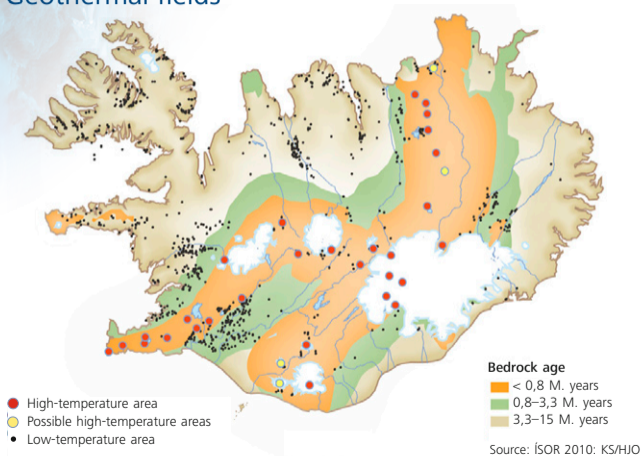 Geothermal fields
High-temperature area
Possible high-temperature areas
Low-temperature area
Bedrock age
< 0,8 M. years
0,8–3,3 M. years
3,3–15 M. years
Source: ÍSOR 2010: KS/HJO